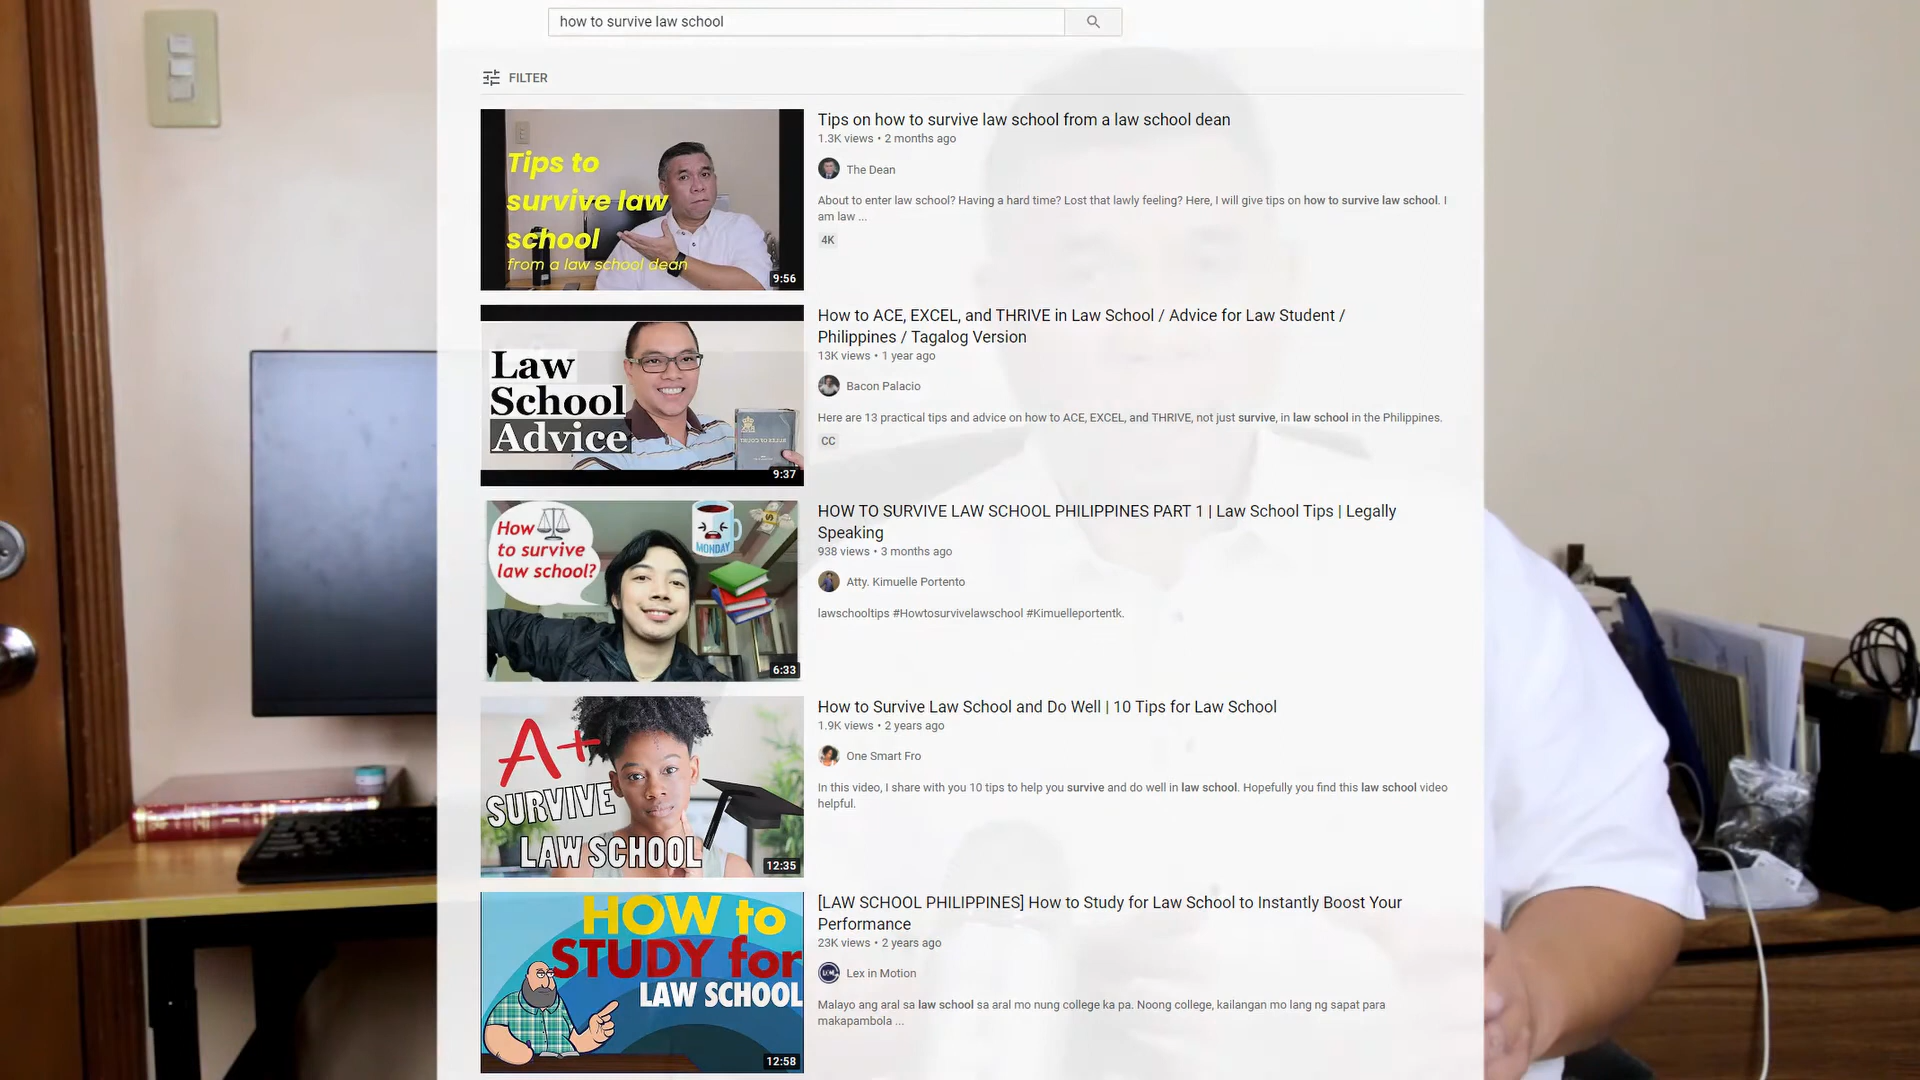 how to survive law school
FILTER
Tips to
survive law
school
from a law school dean
9:56
Tips on how to survive law school from a law school dean
1.3K views • 2 months ago
The Dean
About to enter law school? Having a hard time? Lost that lawly feeling? Here, I will give tips on how to survive law school. I
am law ...
4K
Law
School
Advice
9:37
How to ACE, EXCEL, and THRIVE in Law School / Advice for Law Student /
Philippines / Tagalog Version
13K views • 1 year ago
Bacon Palacio
Here are 13 practical tips and advice on how to ACE, EXCEL, and THRIVE, not just survive, in law school in the Philippines.
CC
How
to survive
law school?
MONDAY
6:33
HOW TO SURVIVE LAW SCHOOL PHILIPPINES PART 1 | Law School Tips | Legally
Speaking
938 views • 3 months ago
Atty. Kimuelle Portento
lawschooltips #Howtosurvivelawschool #Kimuelleportentk.
A+
SURVIVE
LAW SCHOOL
12:35
How to Survive Law School and Do Well | 10 Tips for Law School
1.9K views • 2 years ago
One Smart Fro
In this video, I share with you 10 tips to help you survive and do well in law school. Hopefully you find this law school video
helpful.
HOW to
STUDY for
LAW SCHOOL
12:58
[LAW SCHOOL PHILIPPINES] How to Study for Law School to Instantly Boost Your
Performance
23K views • 2 years ago
Lex in Motion
Malayo ang aral sa law school sa aral mo nung college ka pa. Noong college, kailangan mo lang ng sapat para
makapambola ...